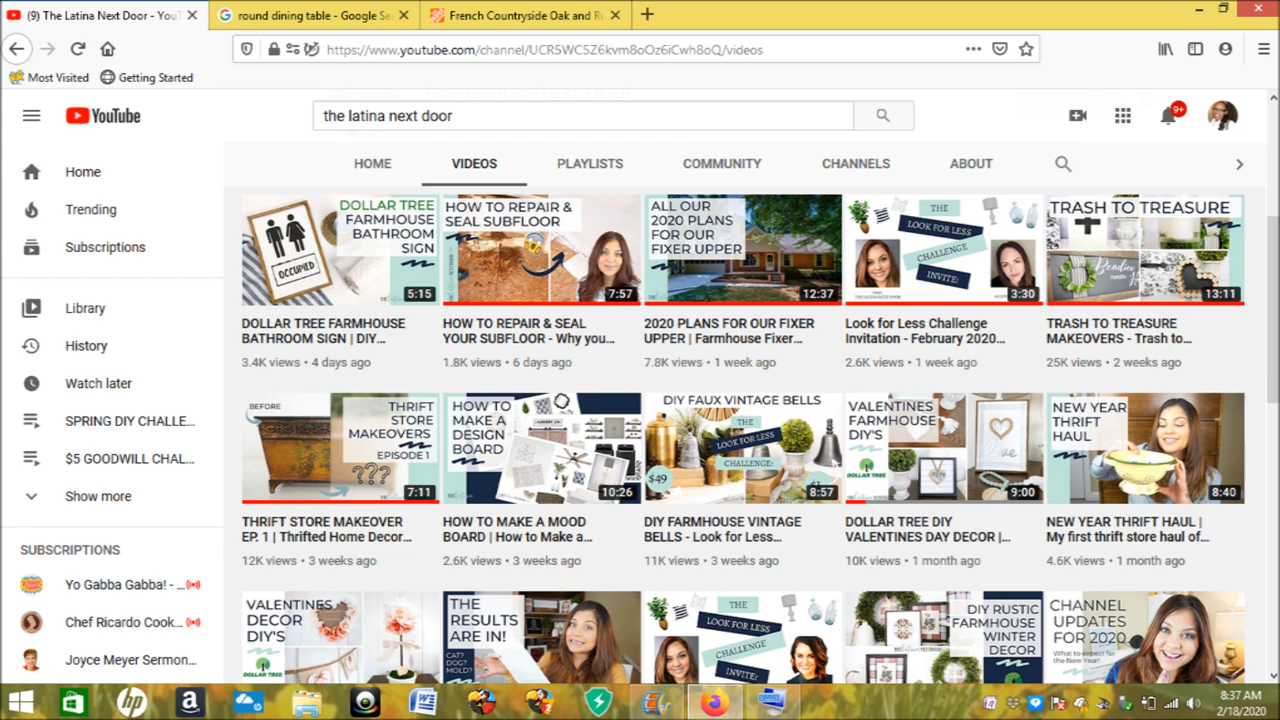 (9) The Latina Next Door - YouT
round dining table - Google Se
French Countryside Oak and Ru
https://www.youtube.com/channel/UCR5WC5Z6kvm8oOz6iCwh8oQ/videos
Most Visited
Getting Started
YouTube
the latina next door
9+
HOME
VIDEOS
PLAYLISTS
COMMUNITY
CHANNELS
ABOUT
Home
Trending
Subscriptions
Library
History
Watch later
SPRING DIY CHALLE...
$5 GOODWILL CHAL...
Show more
SUBSCRIPTIONS
Yo Gabba Gabba! - ...
Chef Ricardo Cook...
Joyce Meyer Sermon...
DOLLAR TREE
FARMHOUSE
BATHROOM
SIGN
OCCUPIED
5:15
HOW TO REPAIR &
SEAL SUBFLOOR
7:57
ALL OUR
2020 PLANS
FOR OUR
FIXER UPPER
12:37
THE
LOOK FOR LESS
CHALLENGE
INVITE:
3:30
TRASH TO TREASURE
13:11
DOLLAR TREE FARMHOUSE
BATHROOM SIGN | DIY...
3.4K views • 4 days ago
HOW TO REPAIR & SEAL
YOUR SUBFLOOR - Why you...
1.8K views • 6 days ago
2020 PLANS FOR OUR FIXER
UPPER | Farmhouse Fixer...
7.8K views • 1 week ago
Look for Less Challenge
Invitation - February 2020...
2.6K views • 1 week ago
TRASH TO TREASURE
MAKEOVERS - Trash to...
25K views • 2 weeks ago
BEFORE
THRIFT
STORE
MAKEOVERS
EPISODE 1
???
7:11
HOW TO
MAKE A
DESIGN
BOARD
10:26
DIY FAUX VINTAGE BELLS
THE
LOOK FOR LESS
CHALLENGE:
$49
8:57
VALENTINES
FARMHOUSE
DIY'S
DOLLAR TREE
love
9:00
NEW YEAR
THRIFT
HAUL
8:40
THRIFT STORE MAKEOVER
EP. 1 | Thrifted Home Decor...
12K views • 3 weeks ago
HOW TO MAKE A MOOD
BOARD | How to Make a...
2.6K views • 3 weeks ago
DIY FARMHOUSE VINTAGE
BELLS - Look for Less...
11K views • 3 weeks ago
DOLLAR TREE DIY
VALENTINES DAY DECOR |...
10K views • 1 month ago
NEW YEAR THRIFT HAUL |
My first thrift store haul of...
4.6K views • 1 month ago
VALENTINES
DECOR
DIY'S
THE
RESULTS
ARE IN!
CAT?
DOG?
MOLD?
THE
LOOK FOR LESS
CHALLENGE
INVITE:
DIY RUSTIC
FARMHOUSE
WINTER
DECOR
CHANNEL
UPDATES
FOR 2020
What to expect for
the New Year!
hp
8:37 AM
2/18/2020